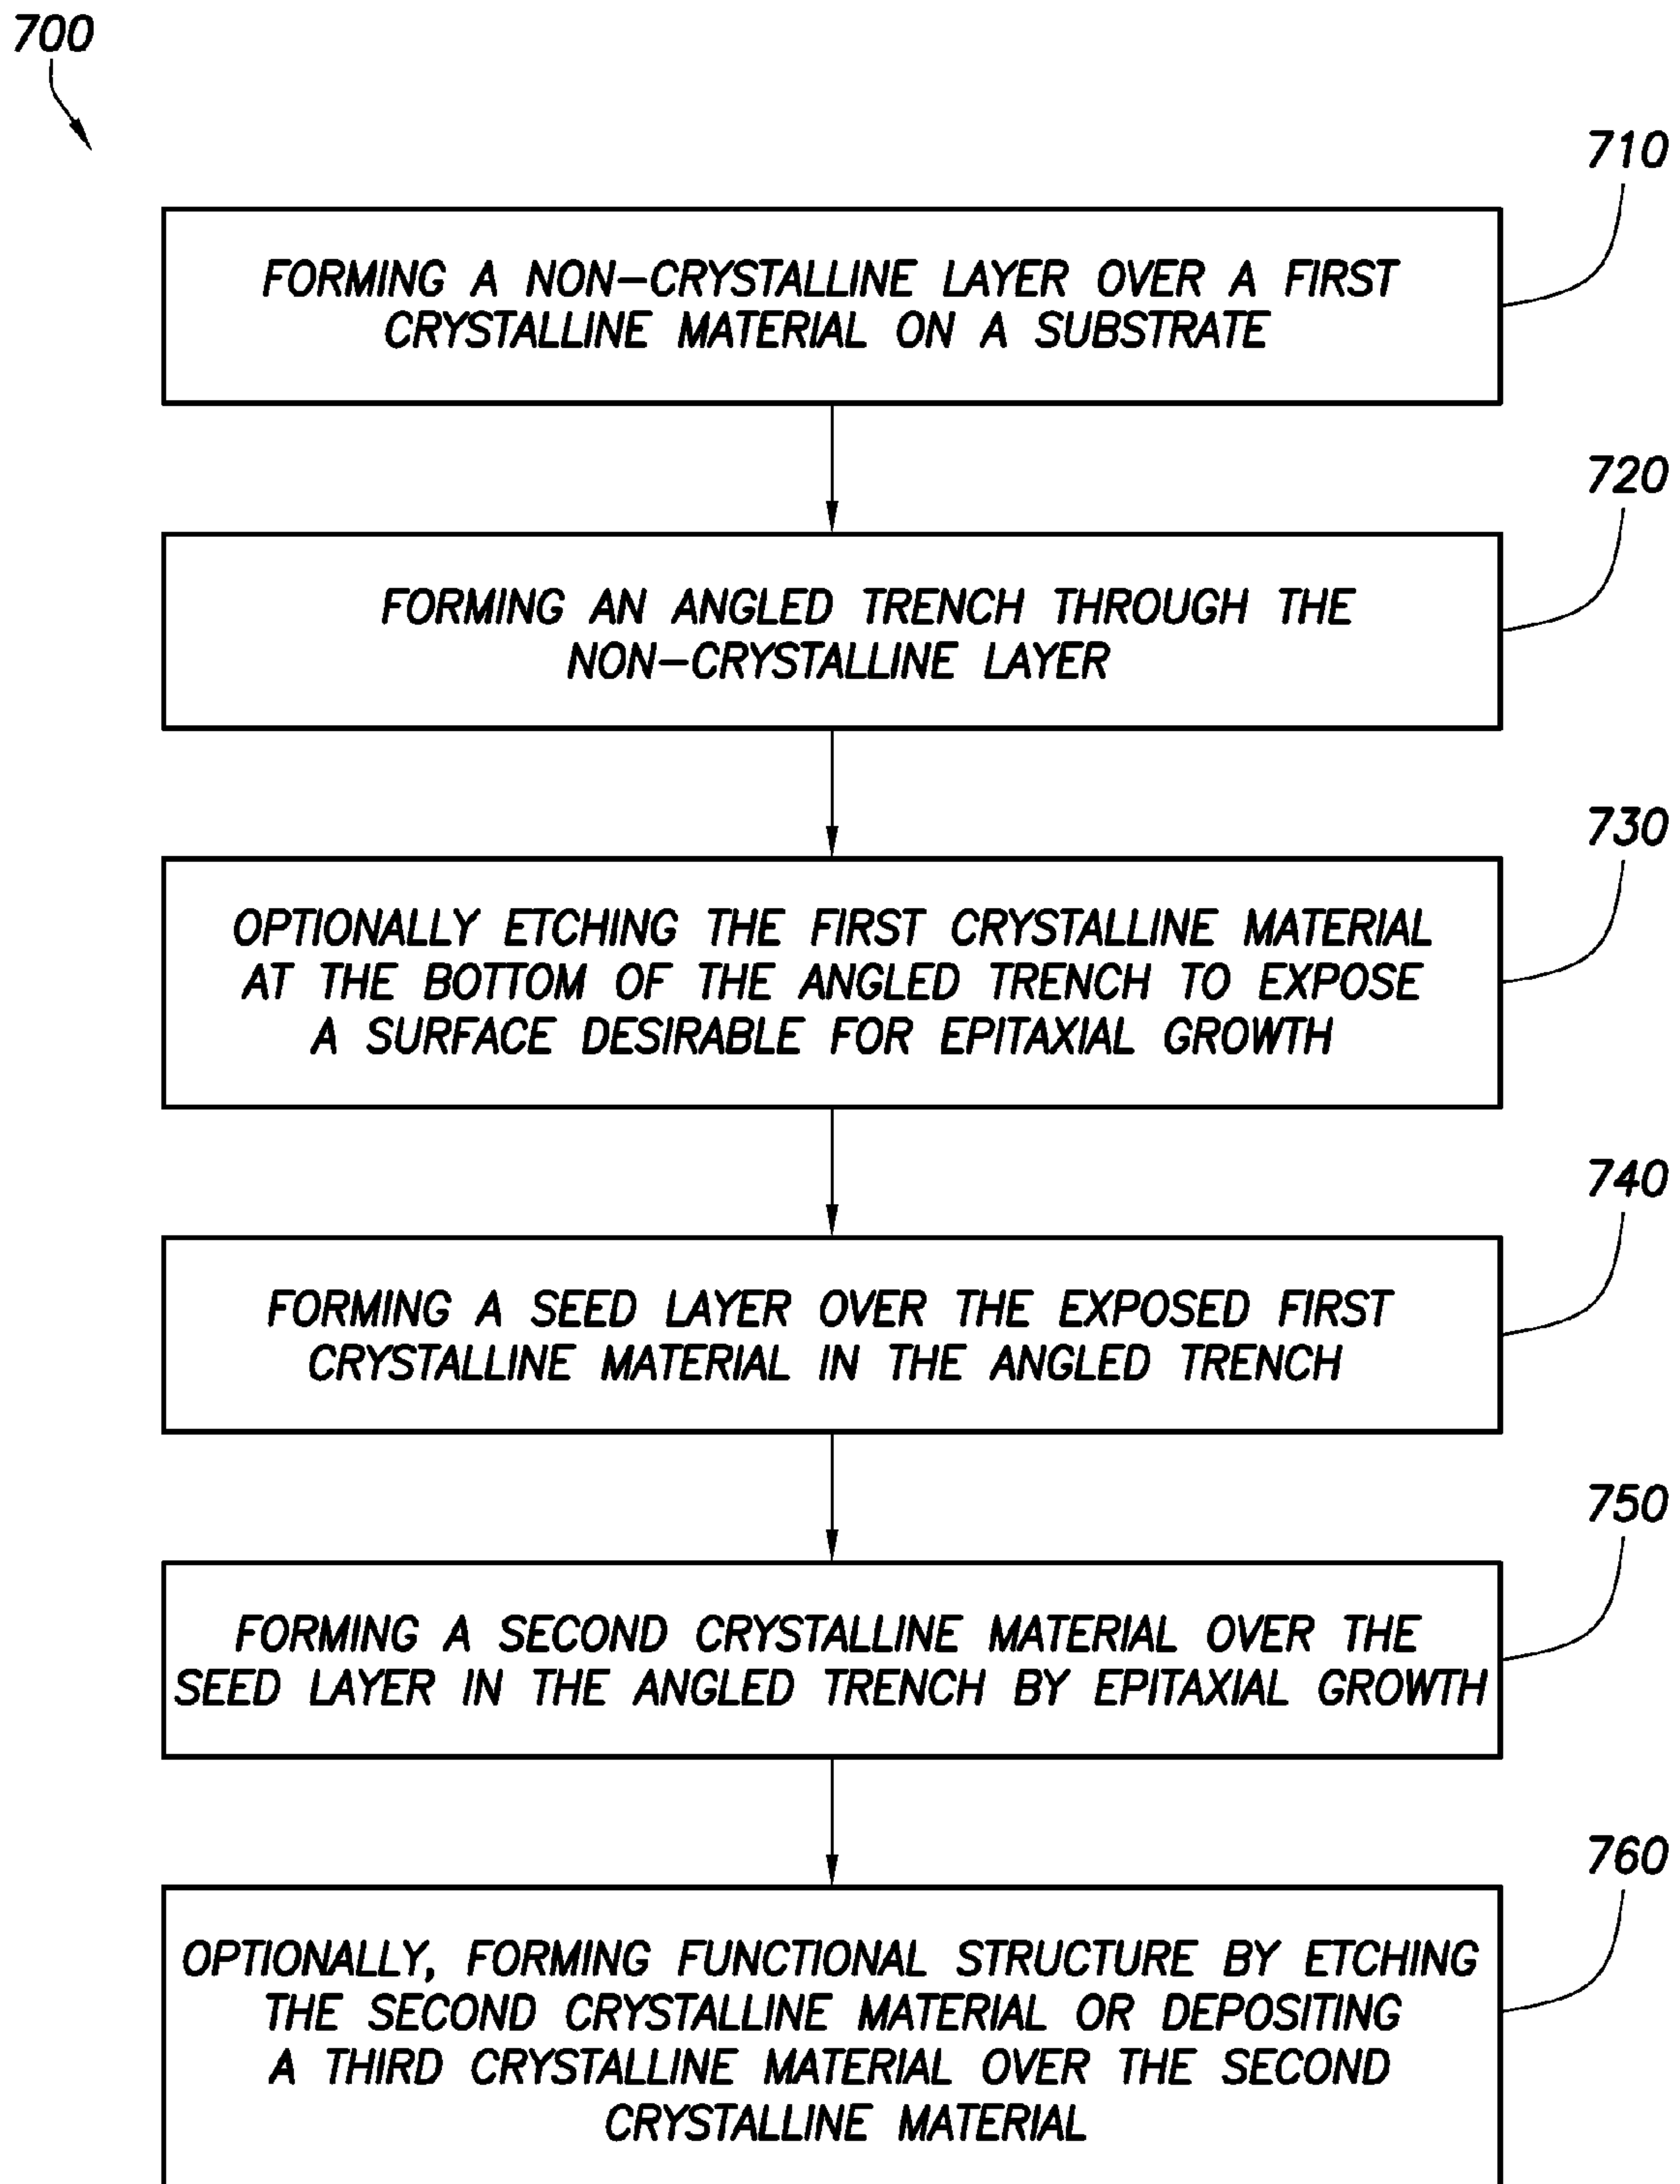 700
710
FORMING A NON-CRYSTALLINE LAYER OVER A FIRST
CRYSTALLINE MATERIAL ON A SUBSTRATE
720
FORMING AN ANGLED TRENCH THROUGH THE
NON-CRYSTALLINE LAYER
730
OPTIONALLY ETCHING THE FIRST CRYSTALLINE MATERIAL
AT THE BOTTOM OF THE ANGLED TRENCH TO EXPOSE
A SURFACE DESIRABLE FOR EPITAXIAL GROWTH
740
FORMING A SEED LAYER OVER THE EXPOSED FIRST
CRYSTALLINE MATERIAL IN THE ANGLED TRENCH
750
FORMING A SECOND CRYSTALLINE MATERIAL OVER THE
SEED LAYER IN THE ANGLED TRENCH BY EPITAXIAL GROWTH
760
OPTIONALLY, FORMING FUNCTIONAL STRUCTURE BY ETCHING
THE SECOND CRYSTALLINE MATERIAL OR DEPOSITING
A THIRD CRYSTALLINE MATERIAL OVER THE SECOND
CRYSTALLINE MATERIAL